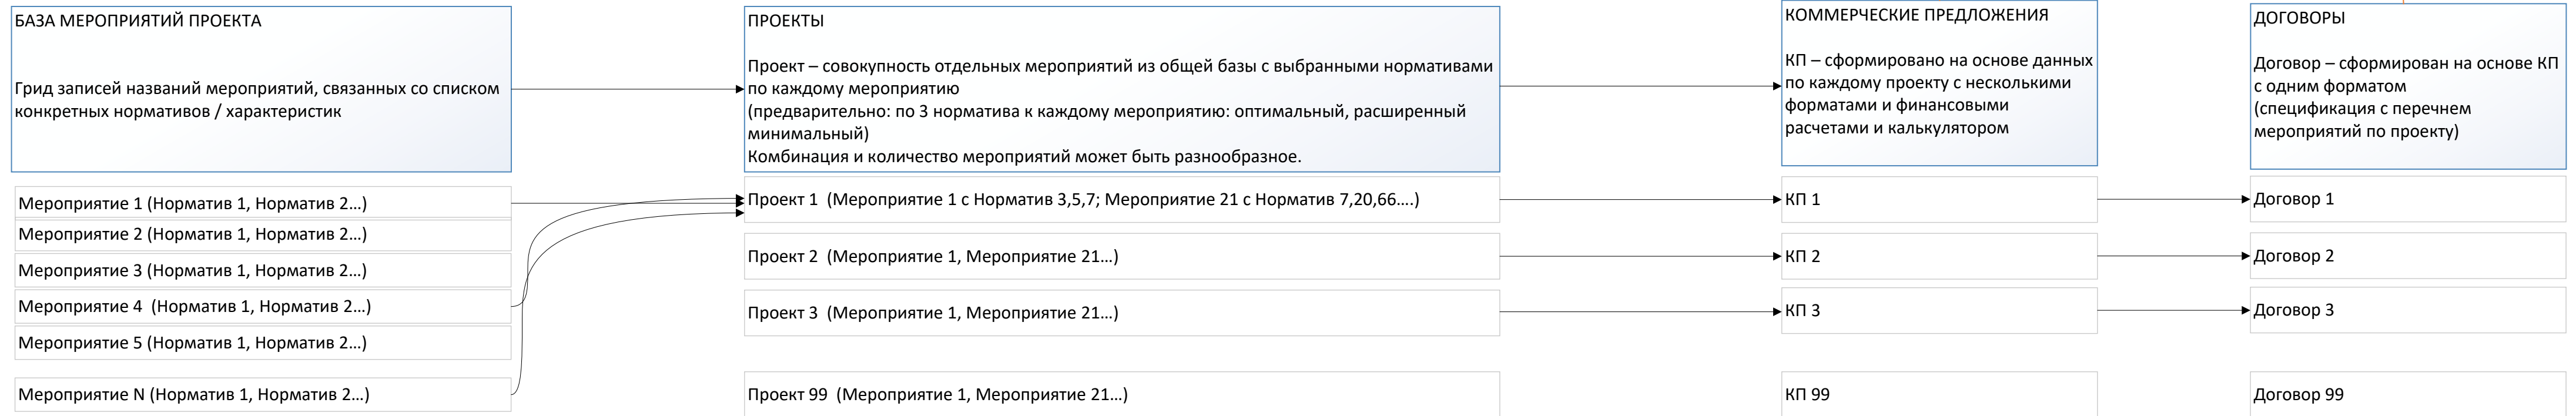 БАЗА МЕРОПРИЯТИЙ ПРОЕКТА
Грид записей названий мероприятий, связанных со списком
конкретных нормативов / характеристик
Мероприятие 1 (Норматив 1, Норматив 2...)
Мероприятие 2 (Норматив 1, Норматив 2...)
Мероприятие 3 (Норматив 1, Норматив 2...)
Мероприятие 4  (Норматив 1, Норматив 2...)
Мероприятие 5 (Норматив 1, Норматив 2...)
Мероприятие N (Норматив 1, Норматив 2...)
ПРОЕКТЫ
Проект – совокупность отдельных мероприятий из общей базы с выбранными нормативами
по каждому мероприятию
(предварительно: по 3 норматива к каждому мероприятию: оптимальный, расширенный
минимальный)
Комбинация и количество мероприятий может быть разнообразное.
Проект 1  (Мероприятие 1 с Норматив 3,5,7; Мероприятие 21 с Норматив 7,20,66....)
Проект 2  (Мероприятие 1, Мероприятие 21...)
Проект 3  (Мероприятие 1, Мероприятие 21...)
Проект 99  (Мероприятие 1, Мероприятие 21...)
КОММЕРЧЕСКИЕ ПРЕДЛОЖЕНИЯ
КП – сформировано на основе данных
по каждому проекту с несколькими
форматами и финансовыми
расчетами и калькулятором
КП 1
КП 2
КП 3
КП 99
ДОГОВОРЫ
Договор – сформирован на основе КП
с одним форматом
(спецификация с перечнем
мероприятий по проекту)
Договор 1
Договор 2
Договор 3
Договор 99